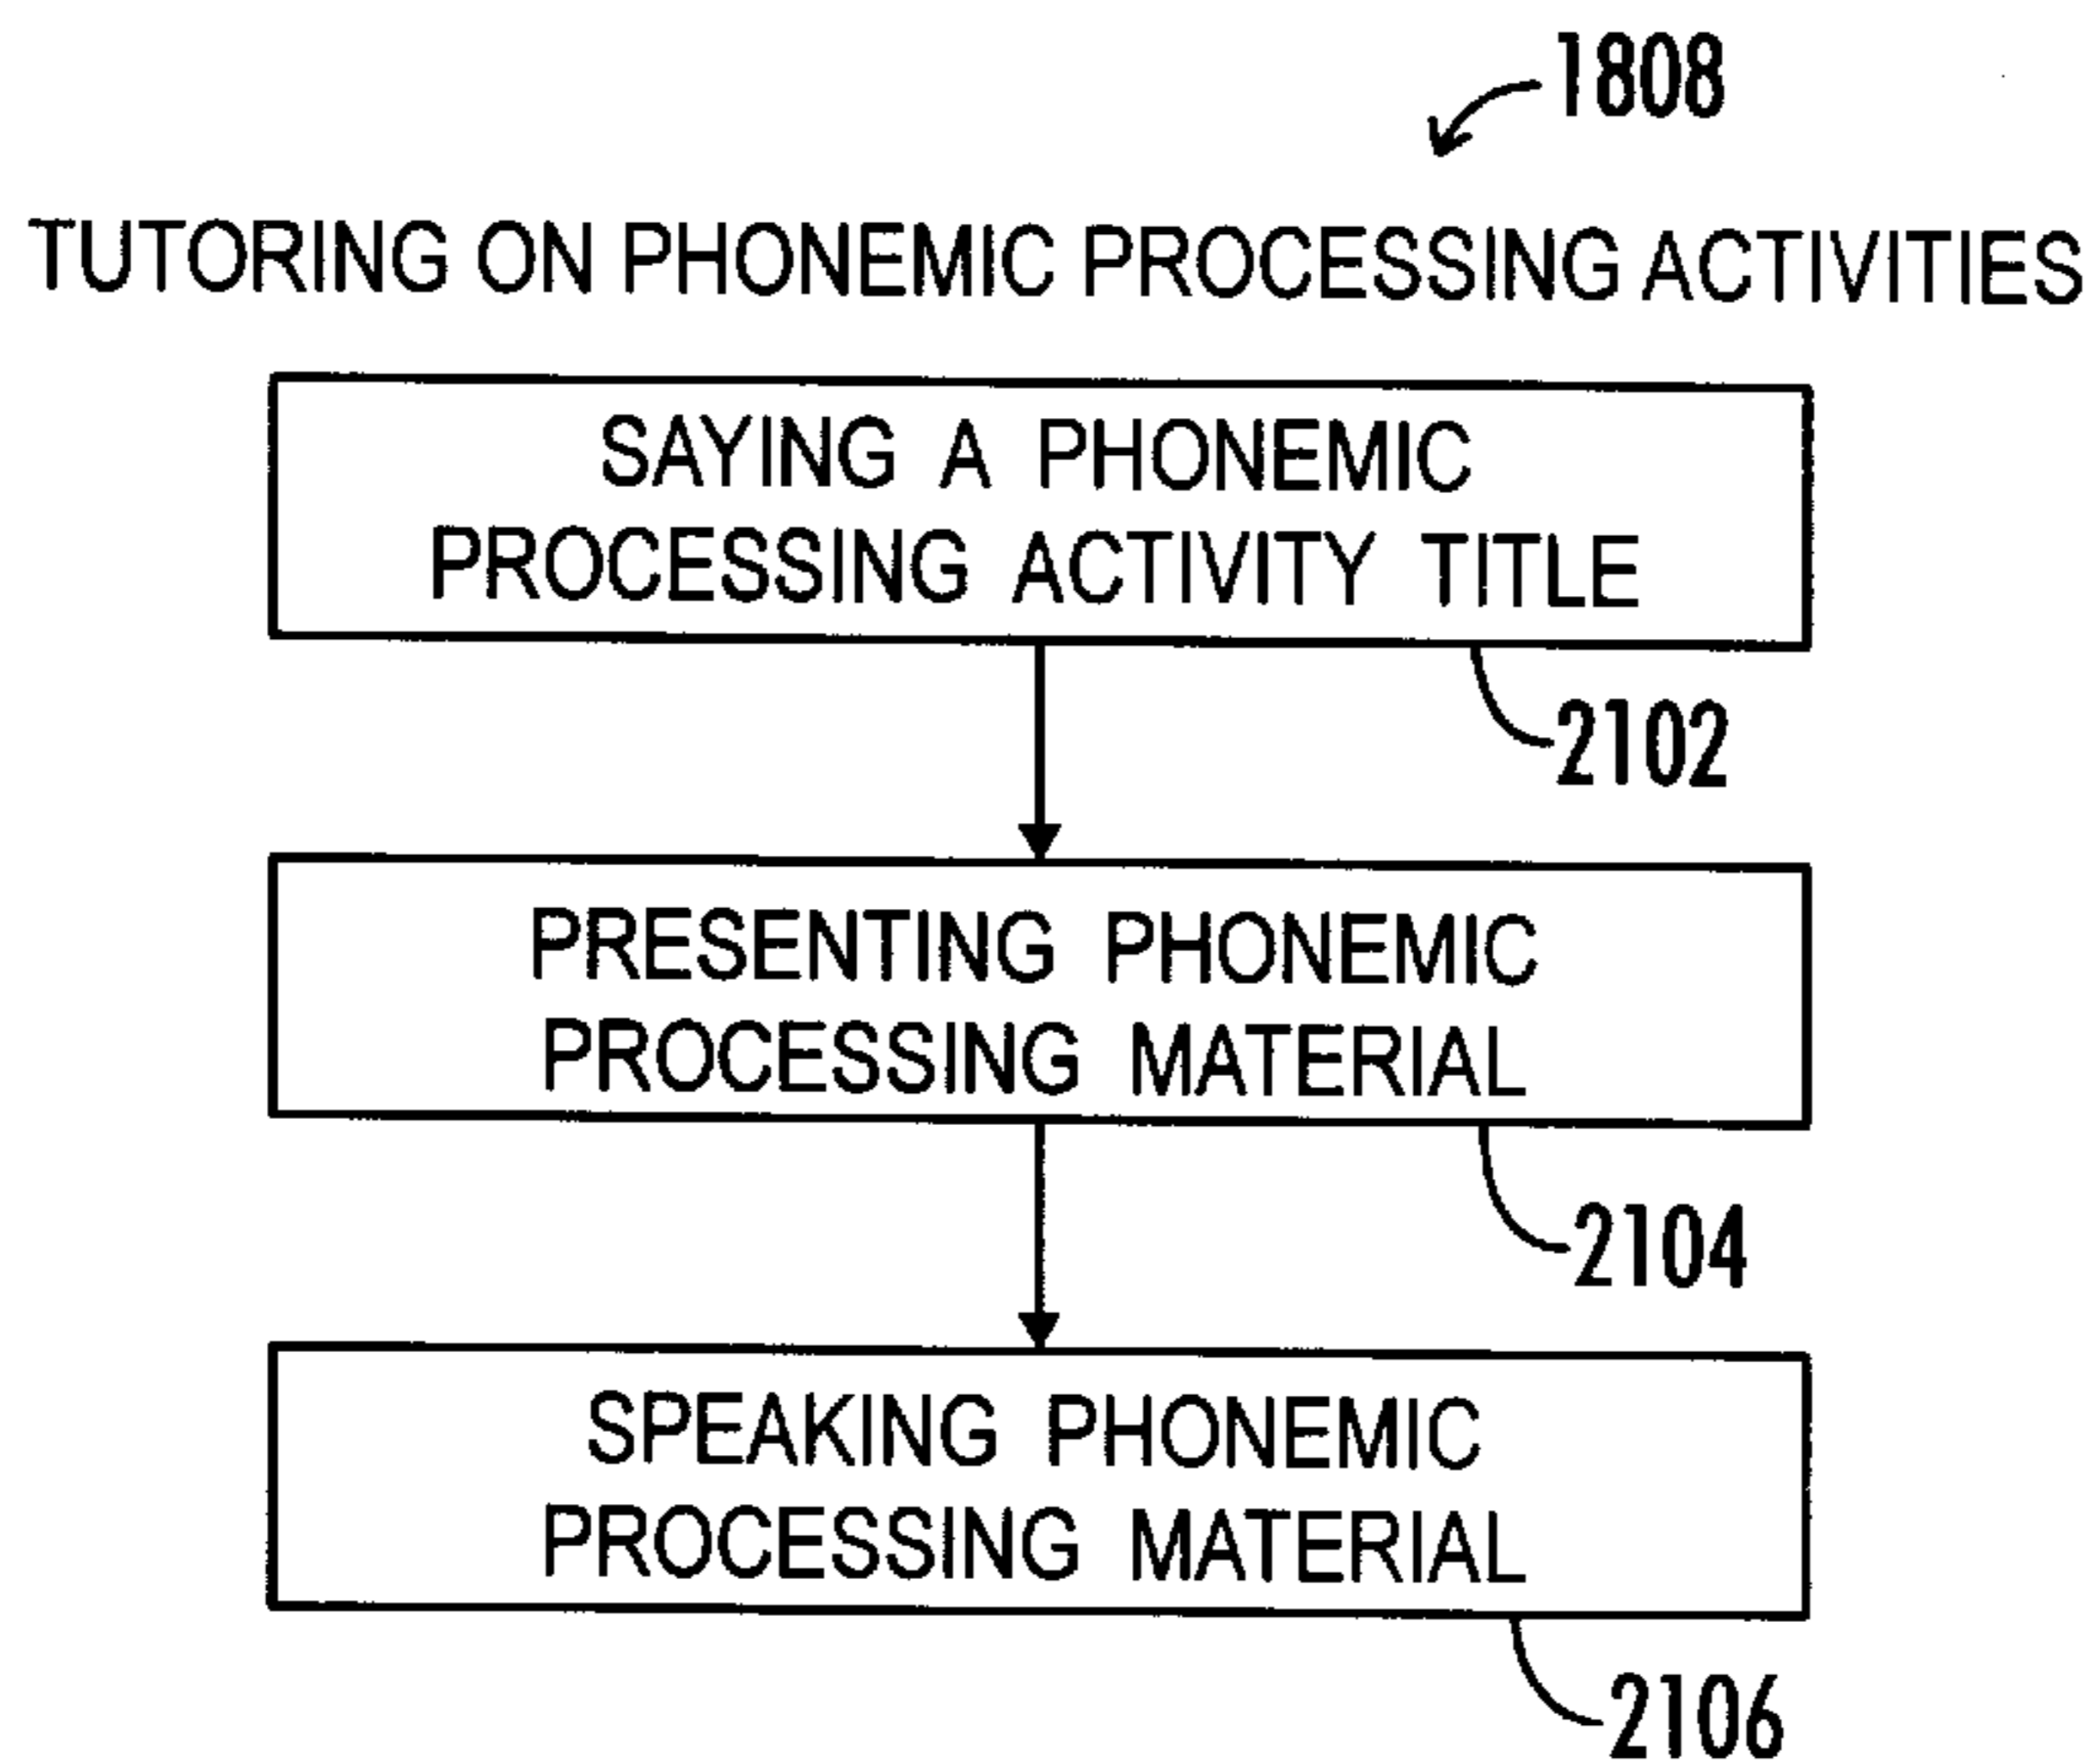 1808
TUTORING ON PHONEMIC PROCESSING ACTIVITIES
SAYING A PHONEMIC
PROCESSING ACTIVITY TITLE
2102
PRESENTING PHONEMIC
PROCESSING MATERIAL
2104
SPEAKING PHONEMIC
PROCESSING MATERIAL
2106